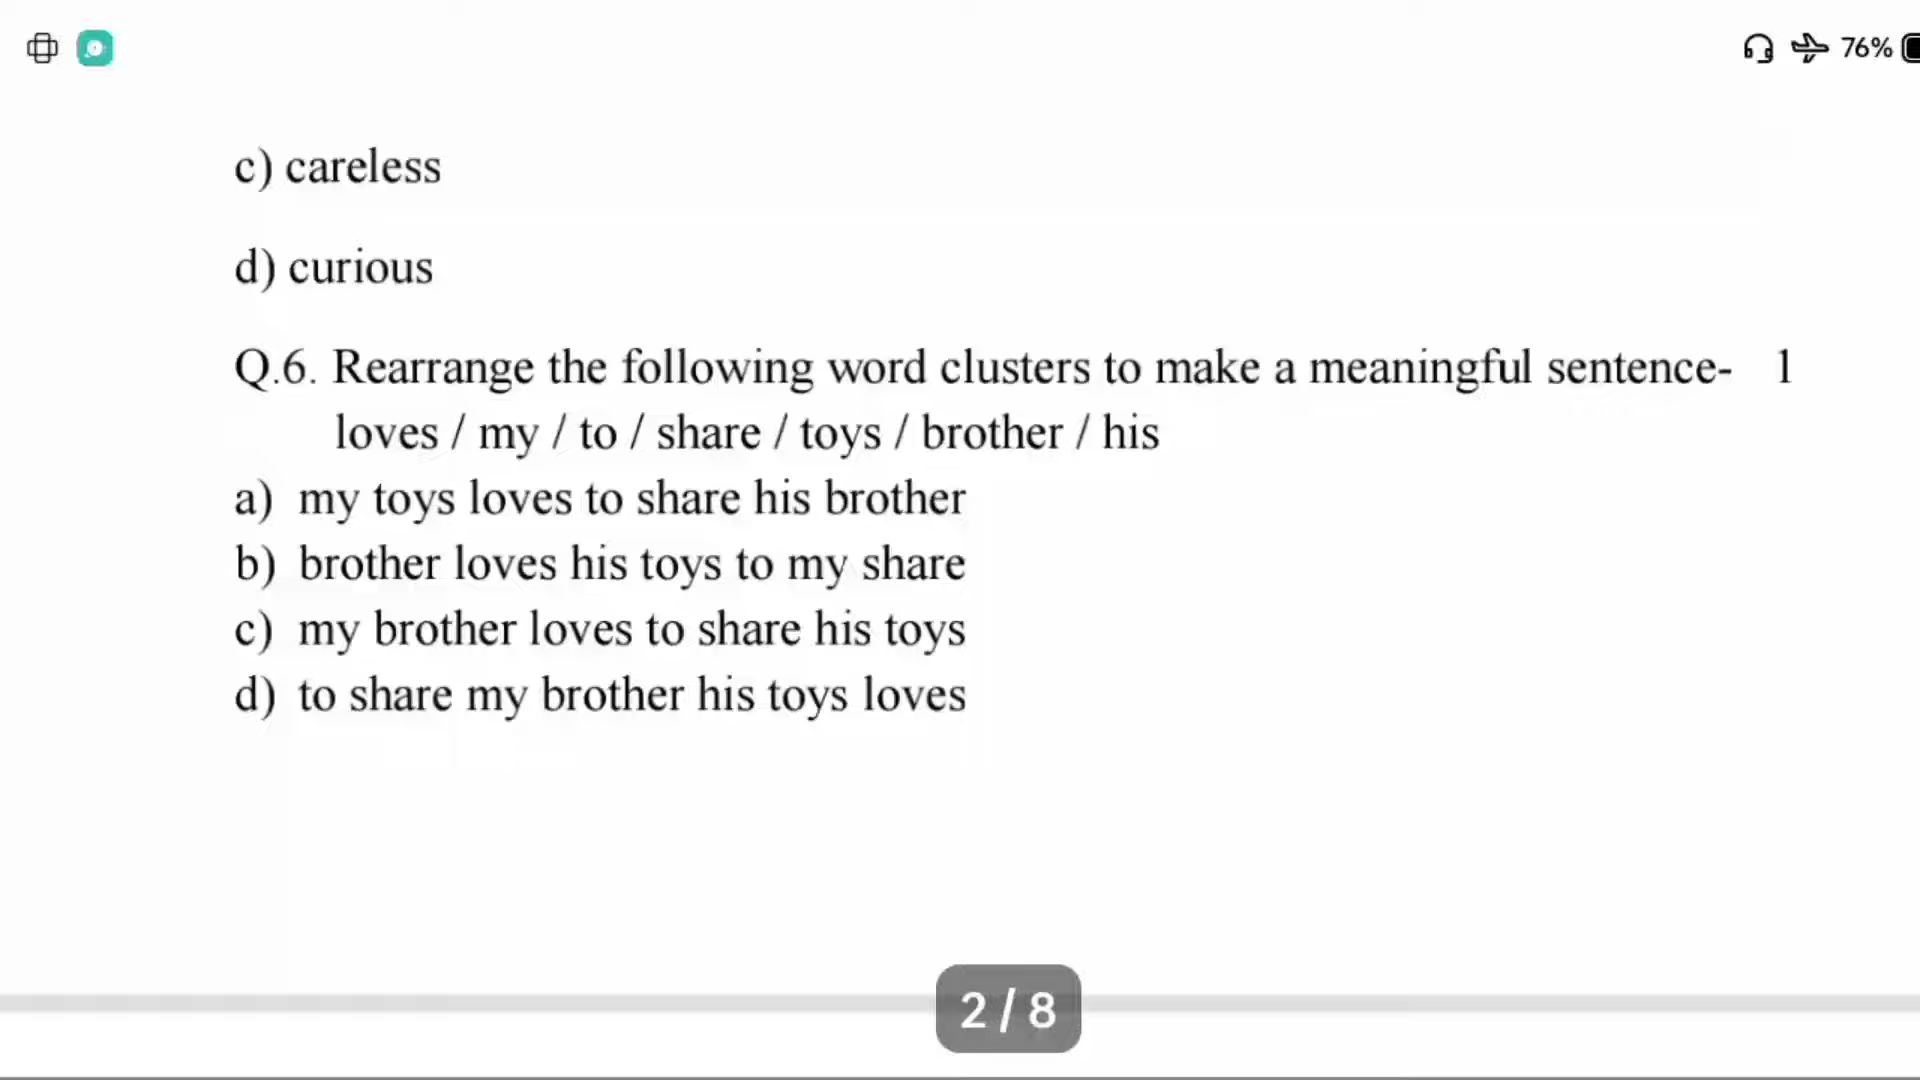 76%
c) careless
d) curious
Q.6. Rearrange the following word clusters to make a meaningful sentence- 1
loves / my / to / share / toys / brother / his
a) my toys loves to share his brother
b) brother loves his toys to my share
c) my brother loves to share his toys
d) to share my brother his toys loves
2 / 8